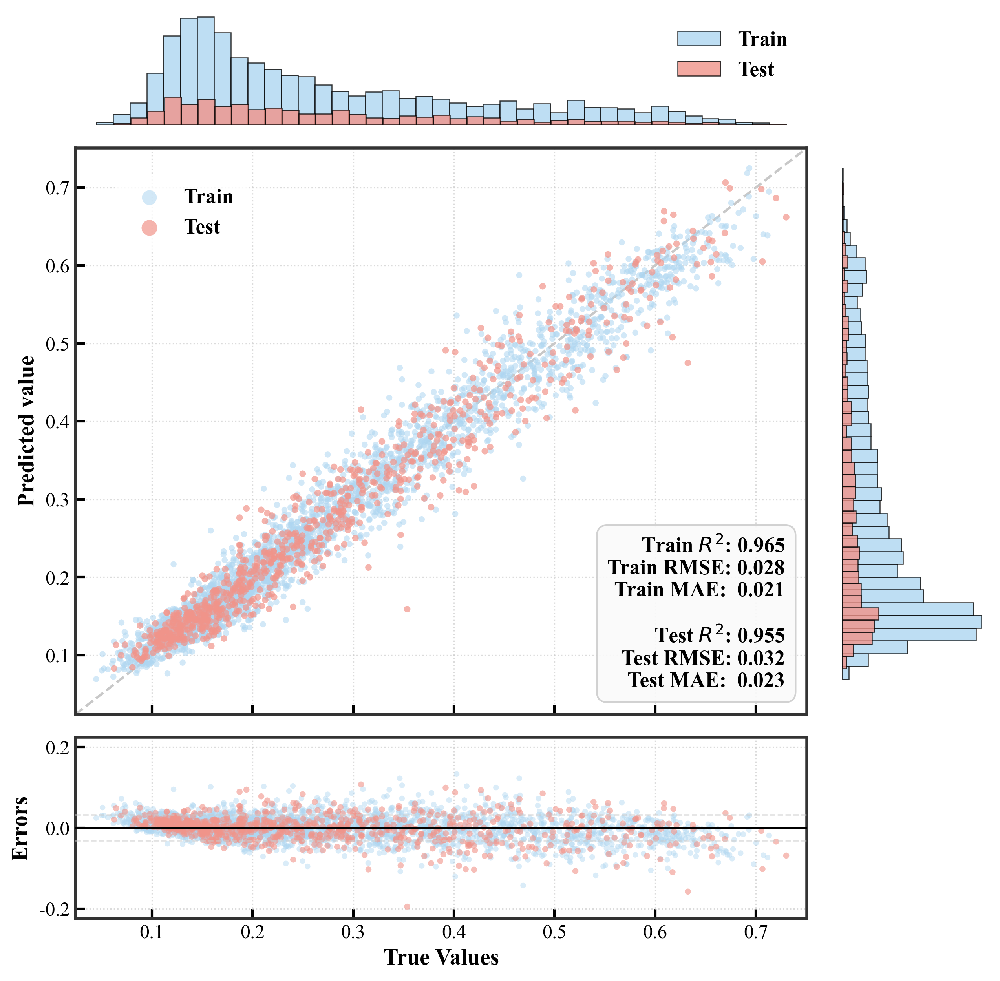 Train
Test
Train
Test
Predicted value
0.7
0.6
0.5
0.4
0.3
0.2
0.1
Train R²: 0.965
Train RMSE: 0.028
Train MAE: 0.021
Test R²: 0.955
Test RMSE: 0.032
Test MAE: 0.023
Errors
0.2
0.0
-0.2
0.1 0.2 0.3 0.4 0.5 0.6 0.7
True Values